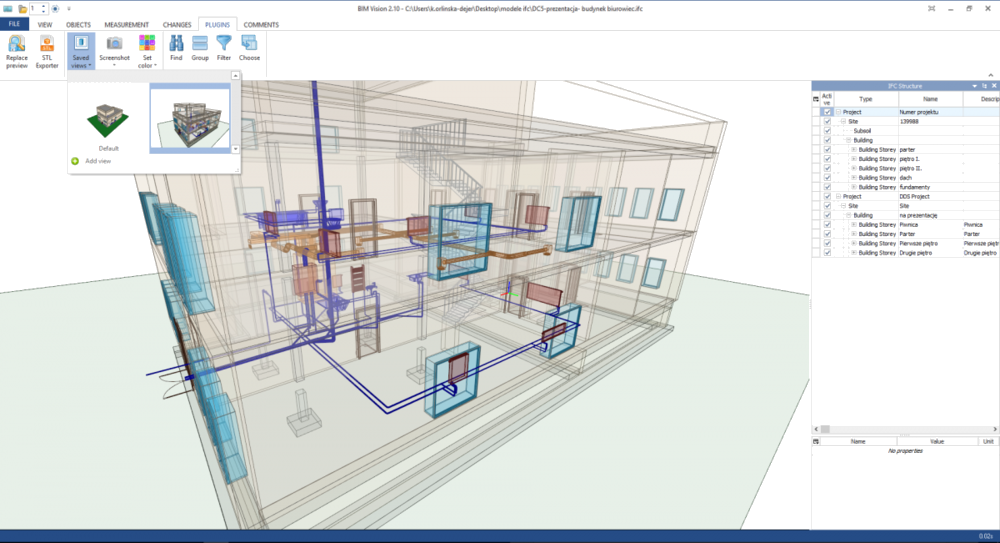 1
BIM Vision 2.10 - C:\Users\k.orlinska-dejer\Desktop\modele ifc\DC5-prezentacja- budynek biurowiec.ifc
FILE VIEW OBJECTS MEASUREMENT CHANGES PLUGINS COMMENTS
Replace preview
STL Exporter
Saved views
Screenshot
Set color
Find
Group
Filter
Choose
Default
Add view
IFC Structure
Acti ve Type Name Descrip
Project Numer projektu
Site 139988
Subsoil
Building
Building Storey parter
Building Storey piętro I.
Building Storey piętro II.
Building Storey dach
Building Storey fundamenty
Project DDS Project
Site Site
Building na prezentację
Building Storey Piwnica Piwnica
Building Storey Parter Parter
Building Storey Pierwsze piętro Pierwsze piętr
Building Storey Drugie piętro Drugie piętro
Name Value Unit
No properties
0.02s